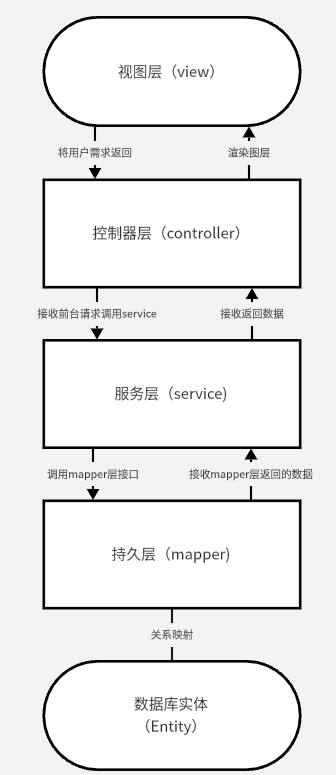 视图层（view）
将用户需求返回
渲染图层
控制器层（controller）
接收前台请求调用service
接收返回数据
服务层（service)
调用mapper层接口
接收mapper层返回的数据
持久层（mapper)
关系映射
数据库实体
（Entity）